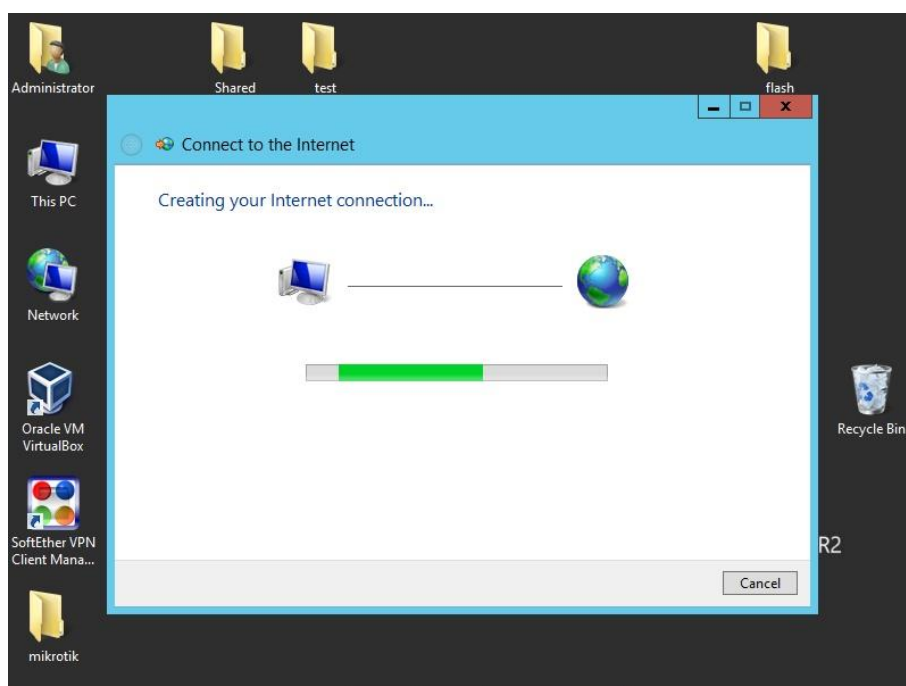 Administrator
Shared
test
flash
Connect to the Internet
This PC
Creating your Internet connection...
Network
Oracle VM
VirtualBox
Recycle Bin
SoftEther VPN
Client Mana...
R2
Cancel
mikrotik